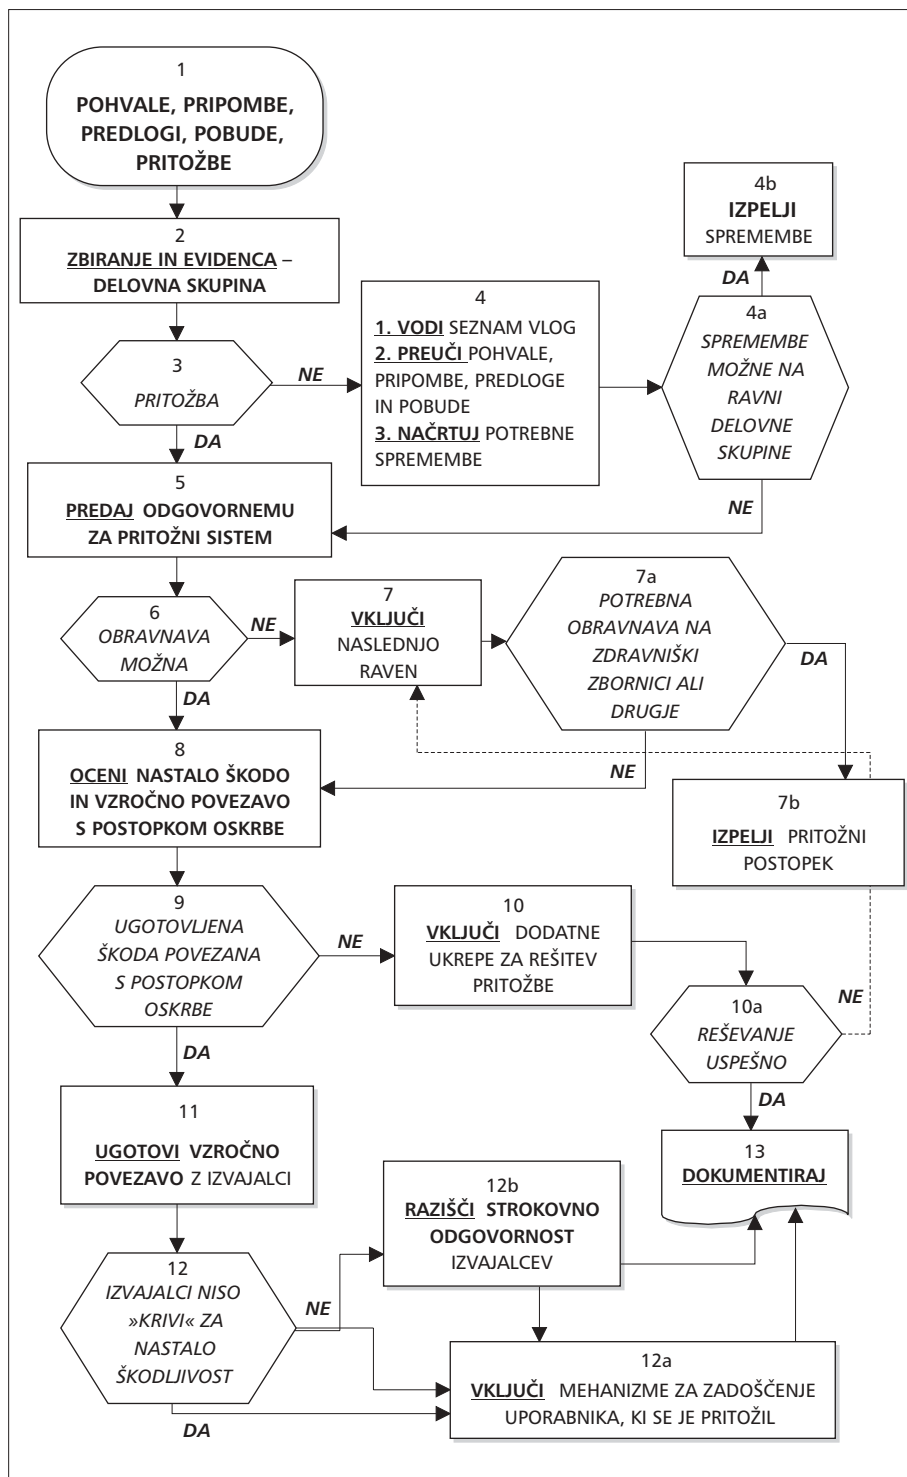 1
POHVALE, PRIPOMBE,
PREDLOGI, POBUDE,
PRITOŽBE
2
ZBIRANJE IN EVIDENCA –
DELOVNA SKUPINA
3
PRITOŽBA
NE
DA
4
1. VODI SEZNAM VLOG
2. PREUČI POHVALE,
PRIPOMBE, PREDLOGE
IN POBUDE
3. NAČRTUJ POTREBNE
SPREMEMBE
4b
IZPELJI
SPREMEMBE
DA
4a
SPREMEMBE
MOŽNE NA
RAVNI
DELOVNE
SKUPINE
NE
5
PREDAJ ODGOVORNEMU
ZA PRITOŽNI SISTEM
6
OBRAVNAVA
MOŽNA
NE
DA
7
VKLJUČI
NASLEDNJO
RAVEN
7a
POTREBNA
OBRAVNAVA NA
ZDRAVNIŠKI
ZBORNICI ALI
DRUGJE
DA
NE
7b
IZPELJI PRITOŽNI
POSTOPEK
8
OCENI NASTALO ŠKODO
IN VZROČNO POVEZAVO
S POSTOPKOM OSKRBE
9
UGOTOVLJENA
ŠKODA POVEZANA
S POSTOPKOM
OSKRBE
NE
DA
10
VKLJUČI DODATNE
UKREPE ZA REŠITEV
PRITOŽBE
10a
REŠEVANJE
USPEŠNO
NE
DA
11
UGOTOVI VZROČNO
POVEZAVO Z IZVAJALCI
12
IZVAJALCI NISO
»KRIVI« ZA
NASTALO
ŠKODLJIVOST
NE
DA
12b
RAZIŠČI STROKOVNO
ODGOVORNOST
IZVAJALCEV
13
DOKUMENTIRAJ
12a
VKLJUČI MEHANIZME ZA ZADOŠČENJE
UPORABNIKA, KI SE JE PRITOŽIL